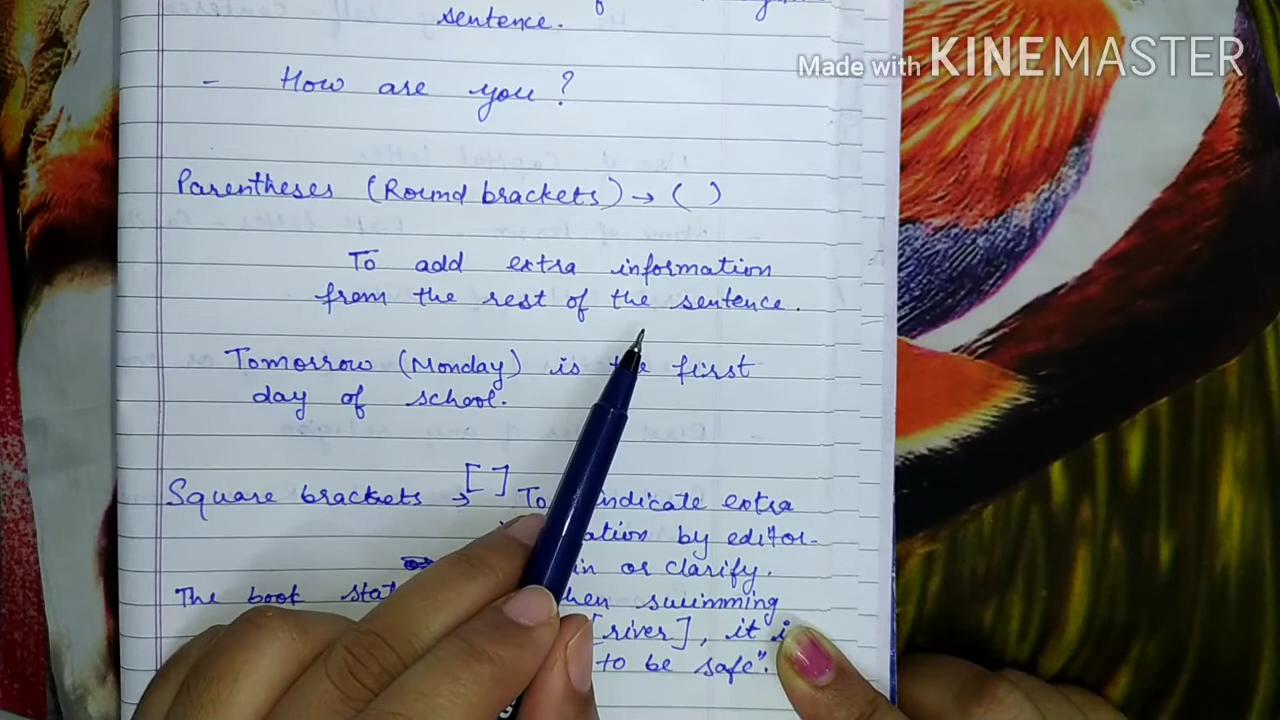 sentence.
Made with KINEMASTER
- How are you?
Parentheses (Round brackets) → ( )
To add extra information
from the rest of the sentence.
Tomorrow (Monday) is the first
day of school.
Square brackets → [ ] To indicate extra
by editor-
or clarify.
The book swimming
[river], it
to be safe".